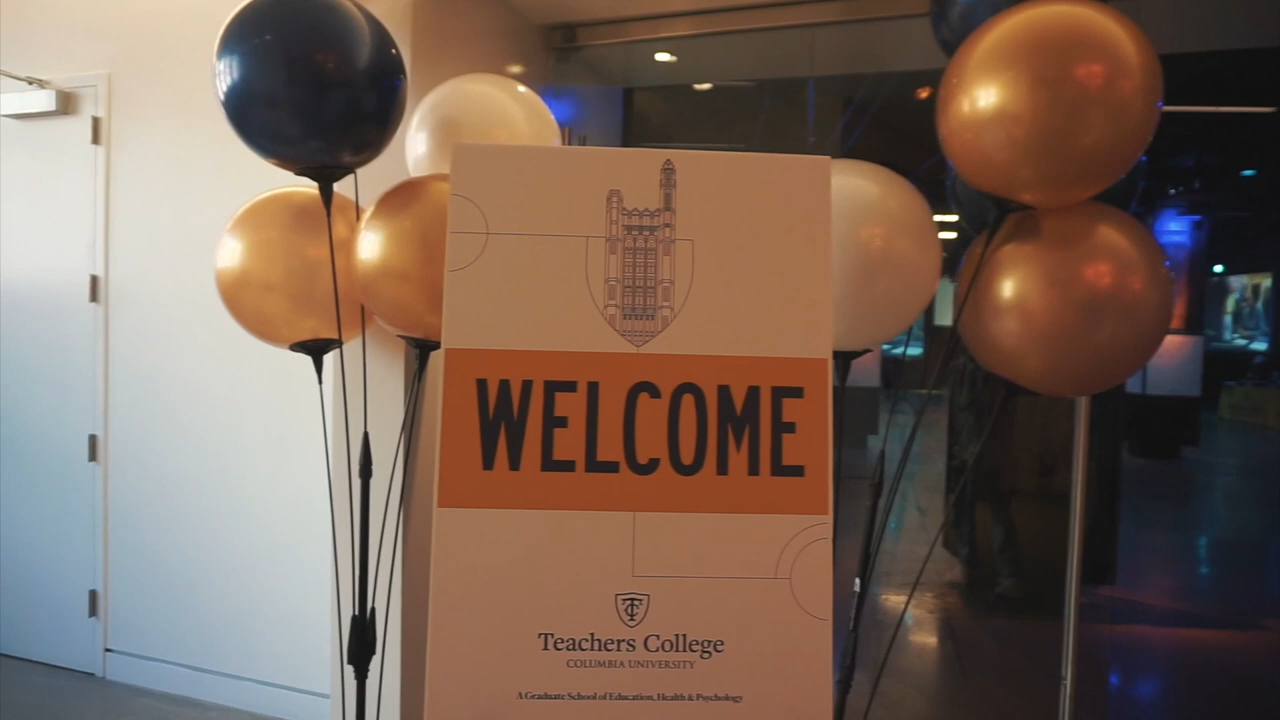 WELCOME
TC
Teachers College
COLUMBIA UNIVERSITY
A Graduate School of Education, Health & Psychology